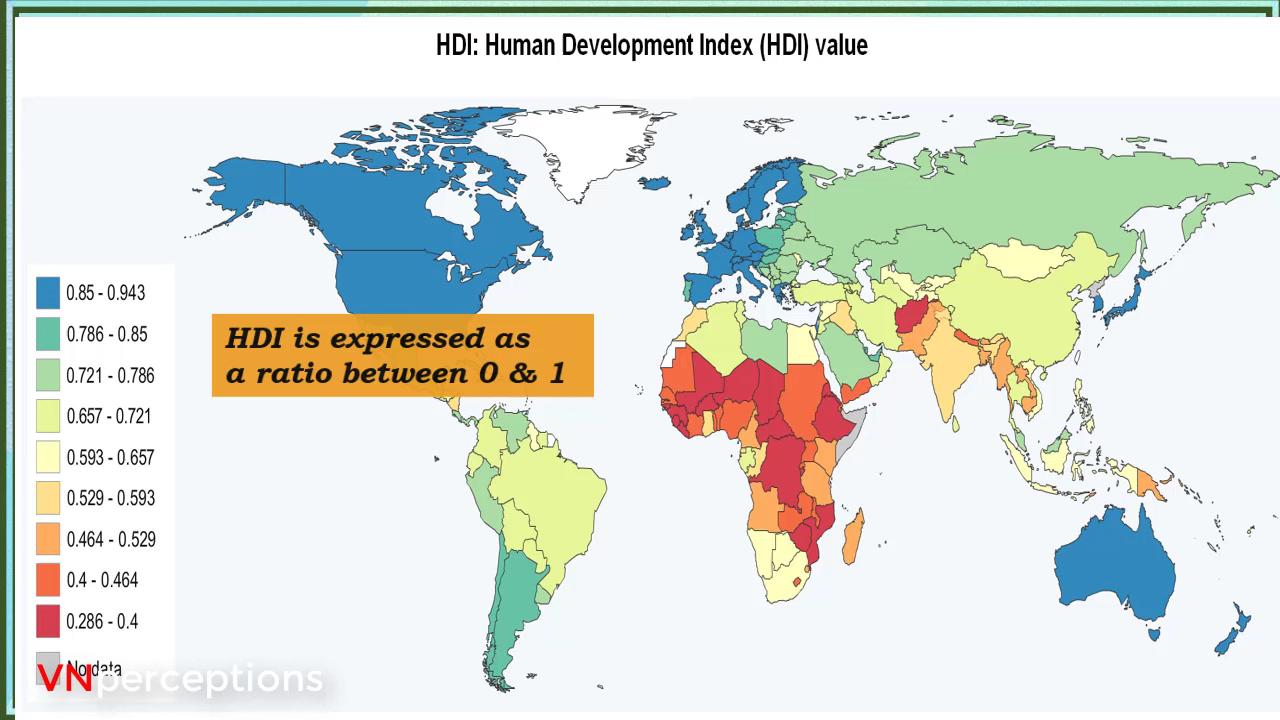 HDI: Human Development Index (HDI) value
HDI is expressed as
a ratio between 0 & 1
0.85 - 0.943
0.786 - 0.85
0.721 - 0.786
0.657 - 0.721
0.593 - 0.657
0.529 - 0.593
0.464 - 0.529
0.4 - 0.464
0.286 - 0.4
No data
VNperceptions